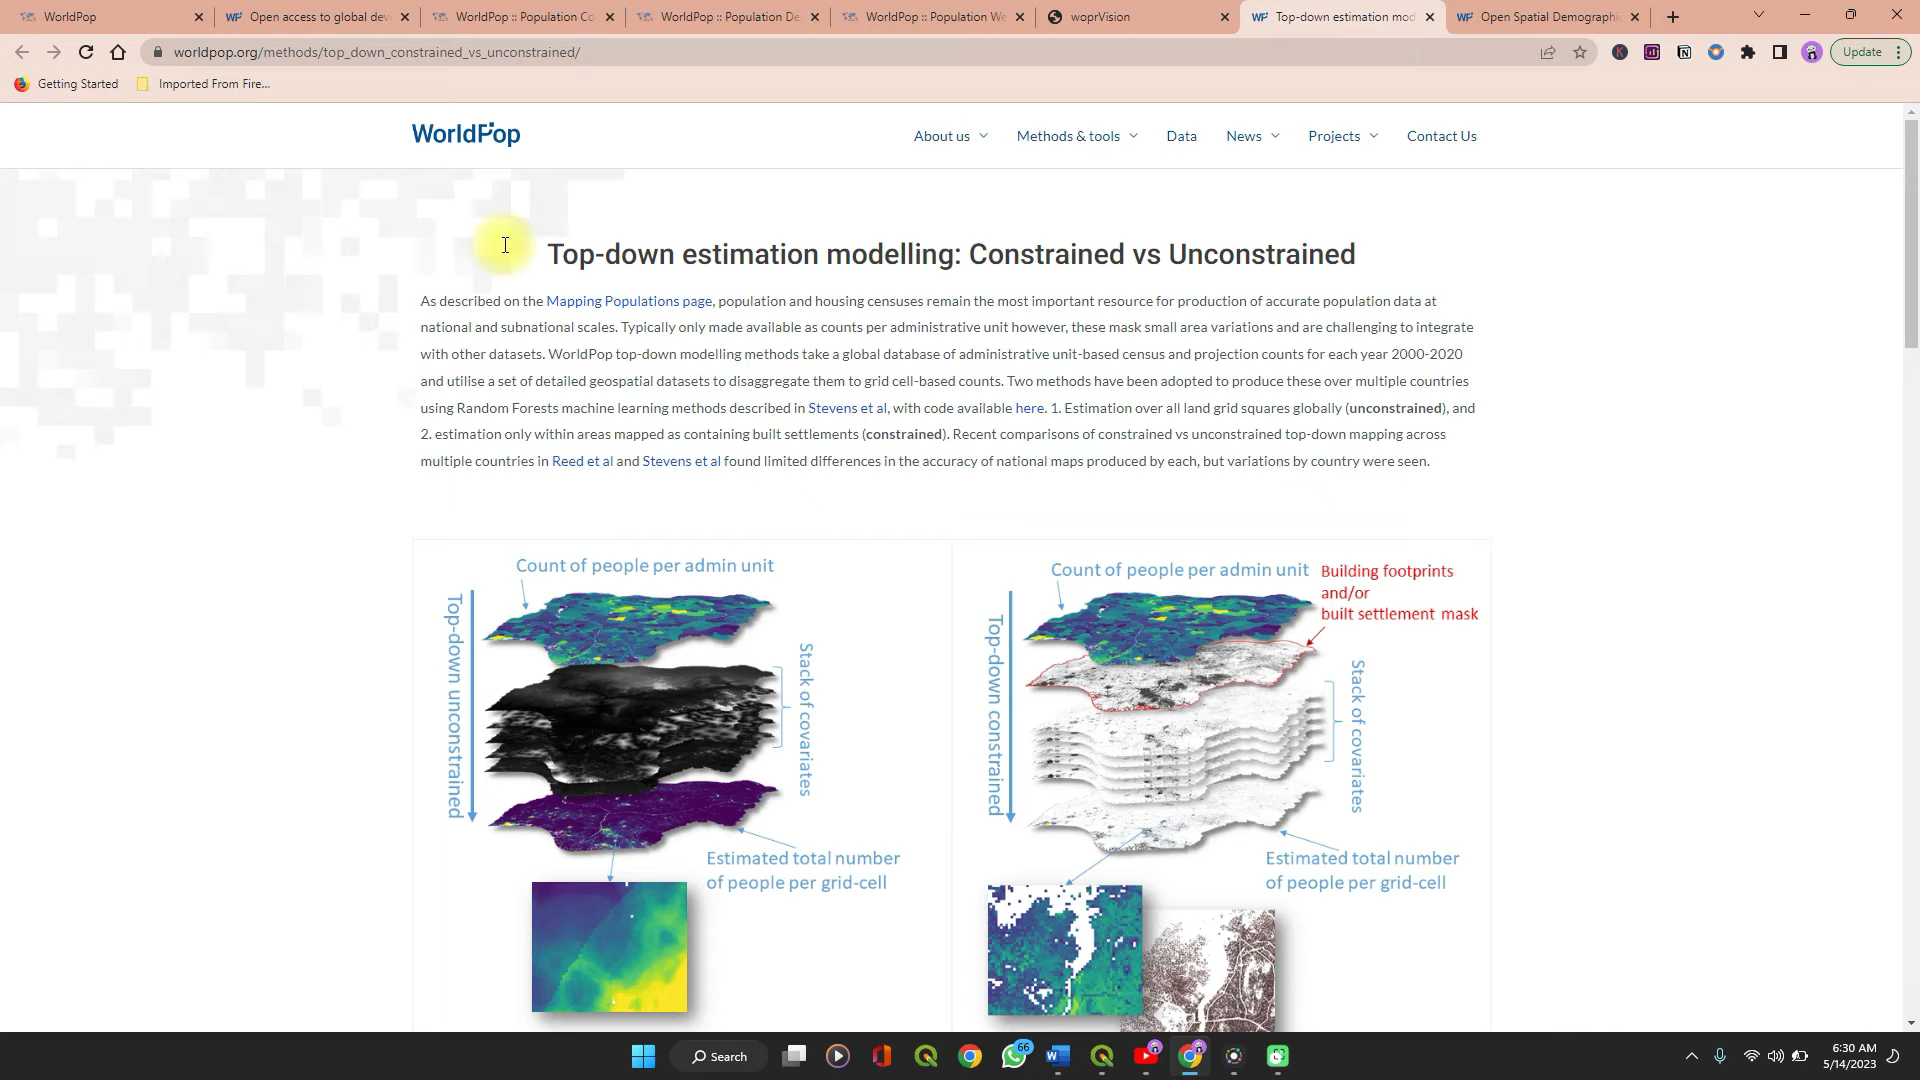 WorldPop
Open access to global dev
WorldPop :: Population Co
WorldPop :: Population De
WorldPop :: Population We
woprVision
Top-down estimation mod
Open Spatial Demographi
worldpop.org/methods/top_down_constrained_vs_unconstrained/
Update
Getting Started
Imported From Fire...
WorldPop
About us
Methods & tools
Data
News
Projects
Contact Us
Top-down estimation modelling: Constrained vs Unconstrained
As described on the Mapping Populations page, population and housing censuses remain the most important resource for production of accurate population data at
national and subnational scales. Typically only made available as counts per administrative unit however, these mask small area variations and are challenging to integrate
with other datasets. WorldPop top-down modelling methods take a global database of administrative unit-based census and projection counts for each year 2000-2020
and utilise a set of detailed geospatial datasets to disaggregate them to grid cell-based counts. Two methods have been adopted to produce these over multiple countries
using Random Forests machine learning methods described in Stevens et al, with code available here. 1. Estimation over all land grid squares globally (unconstrained), and
2. estimation only within areas mapped as containing built settlements (constrained). Recent comparisons of constrained vs unconstrained top-down mapping across
multiple countries in Reed et al and Stevens et al found limited differences in the accuracy of national maps produced by each, but variations by country were seen.
Count of people per admin unit
Top-down unconstrained
Stack of covariates
Estimated total number
of people per grid-cell
Count of people per admin unit
Building footprints
and/or
built settlement mask
Top-down constrained
Stack of covariates
Estimated total number
of people per grid-cell
Search
66
6:30 AM
5/14/2023